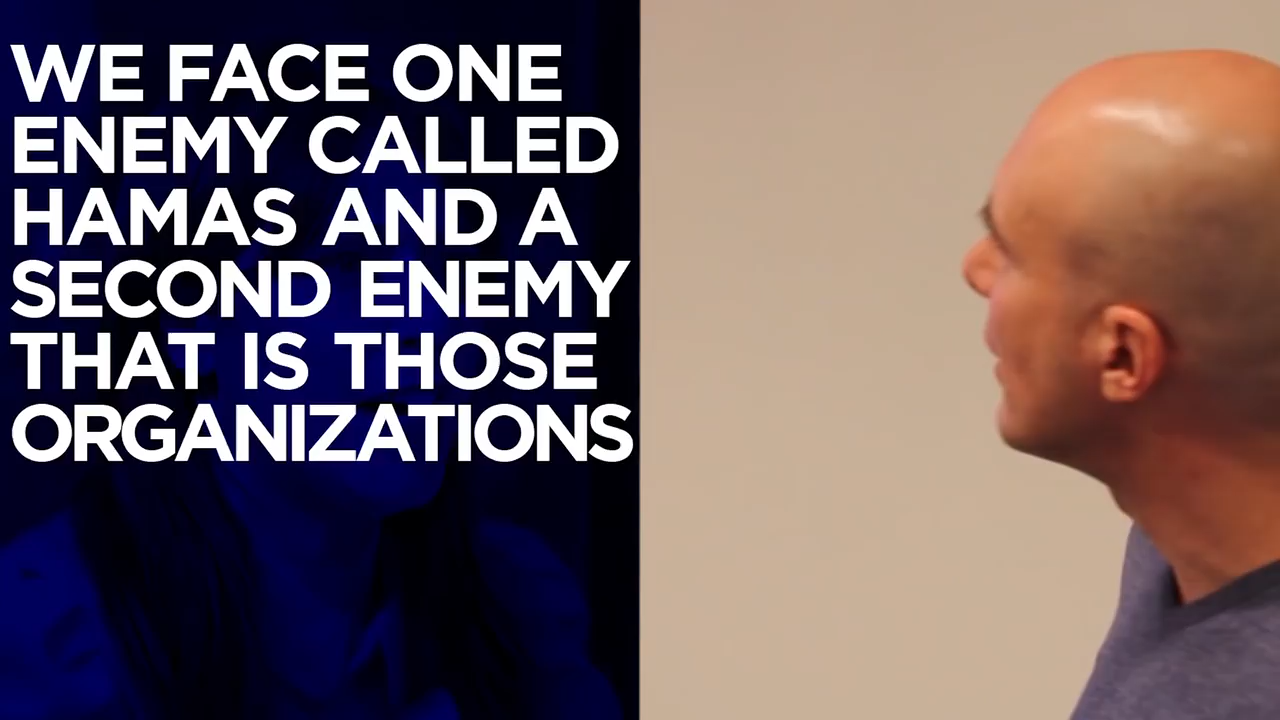 WE FACE ONE
ENEMY CALLED
HAMAS AND A
SECOND ENEMY
THAT IS THOSE
ORGANIZATIONS